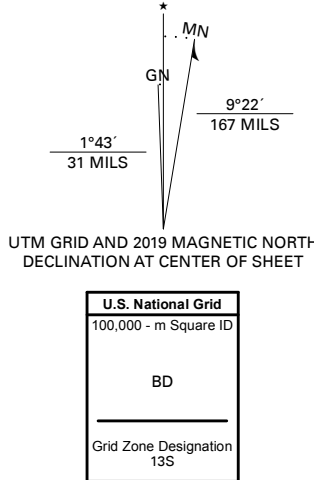 ★
MN
GN
9°22´
167 MILS
1°43´
31 MILS
UTM GRID AND 2019 MAGNETIC NORTH
DECLINATION AT CENTER OF SHEET
U.S. National Grid
100,000 - m Square ID
BD
Grid Zone Designation
13S